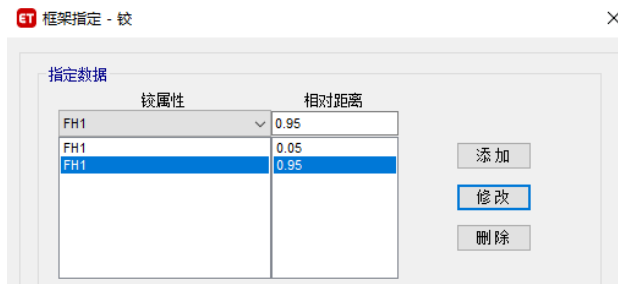 ET 框架指定 - 铰
指定数据
铰属性 相对距离
FH1 0.95
FH1 0.05
FH1 0.95
添加
修改
删除